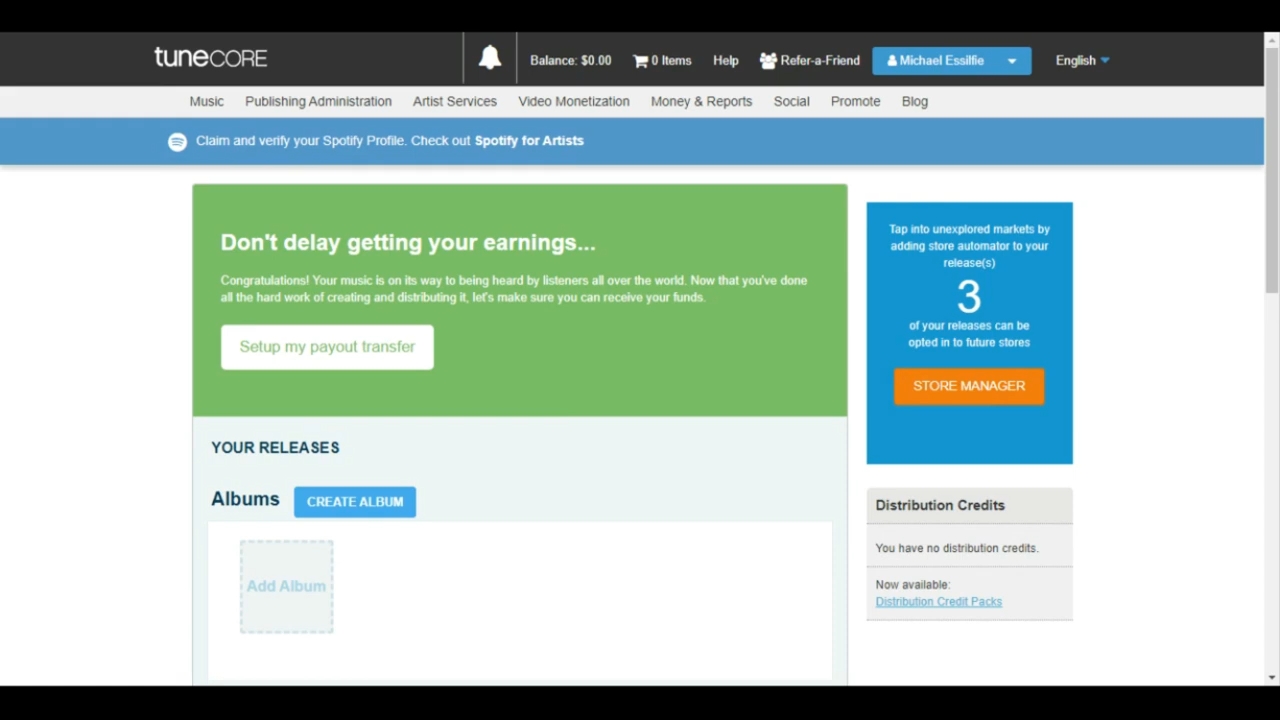 tuneCORE
Balance: $0.00
0 Items
Help
Refer-a-Friend
Michael Essilfie
English
Music
Publishing Administration
Artist Services
Video Monetization
Money & Reports
Social
Promote
Blog
Claim and verify your Spotify Profile. Check out Spotify for Artists
Don't delay getting your earnings...
Congratulations! Your music is on its way to being heard by listeners all over the world. Now that you've done
all the hard work of creating and distributing it, let's make sure you can receive your funds.
Setup my payout transfer
YOUR RELEASES
Albums
CREATE ALBUM
Add Album
Tap into unexplored markets by
adding store automator to your
release(s)
3
of your releases can be
opted in to future stores
STORE MANAGER
Distribution Credits
You have no distribution credits.
Now available:
Distribution Credit Packs